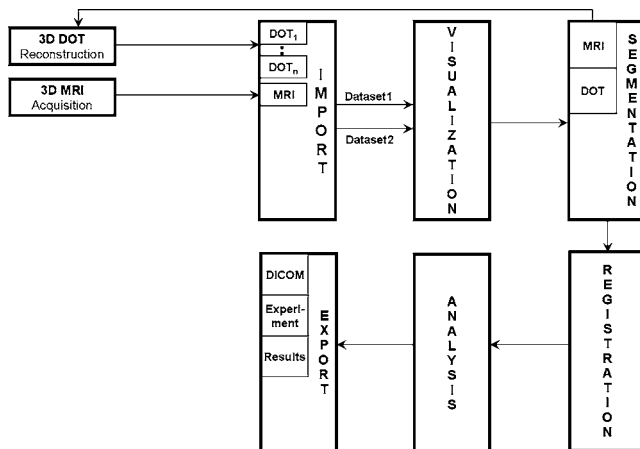 3D DOT
Reconstruction
3D MRI
Acquisition
DOT₁
DOTₙ
MRI
IMPORT
Dataset1
Dataset2
VISUALIZATION
MRI
DOT
SEGMENTATION
REGISTRATION
ANALYSIS
DICOM
Experi-
ment
Results
EXPORT